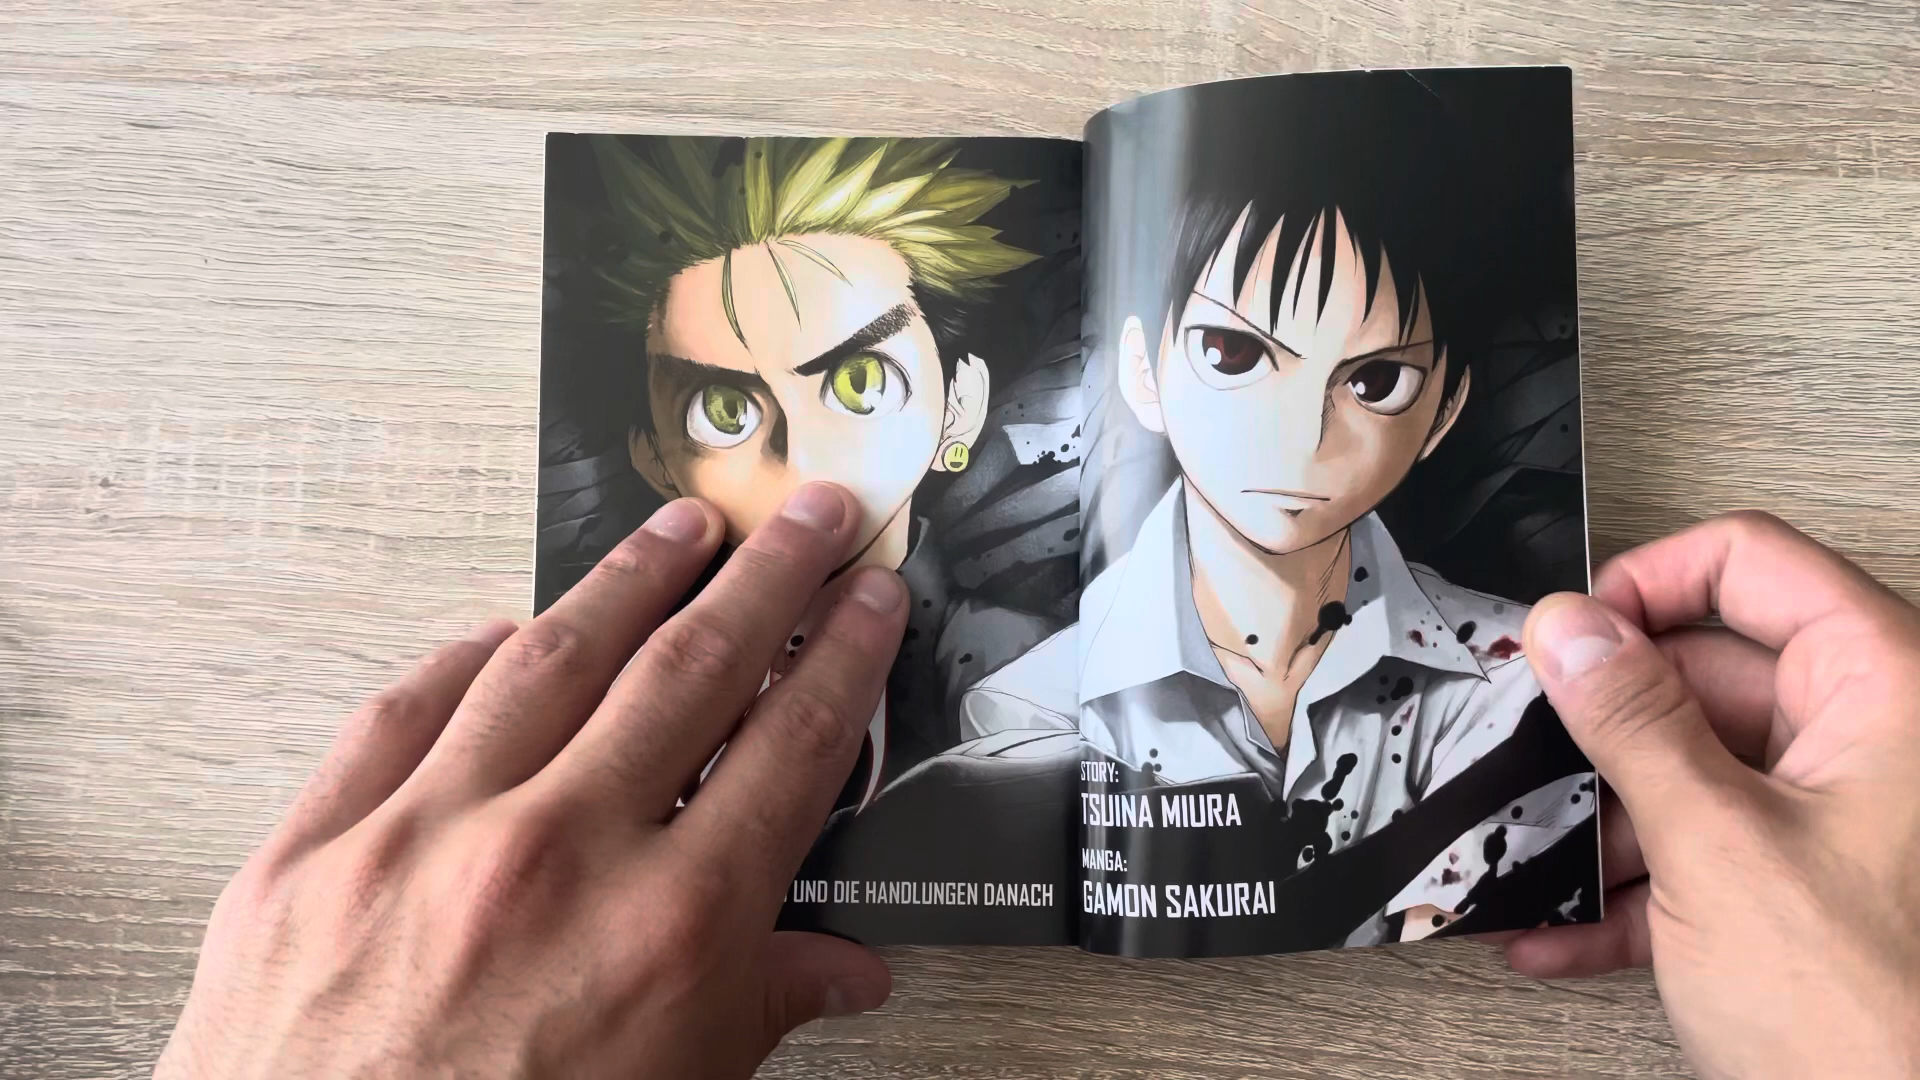 UND DIE HANDLUNGEN DANACH
STORY:
TSUINA MIURA
MANGA:
GAMON SAKURAI